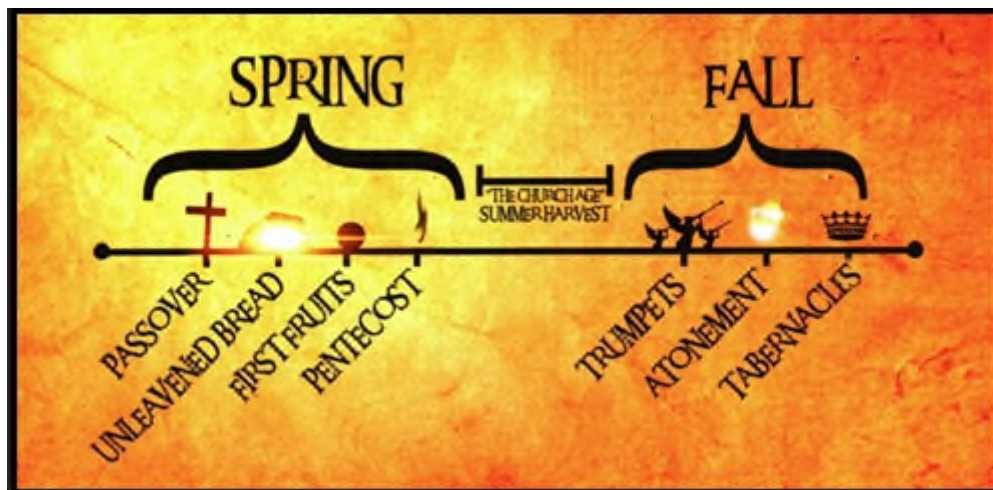 SPRING
FALL
"THE CHURCH AGE"
SUMMER HARVEST
PASSOVER
UNLEAVENED BREAD
FIRST FRUITS
PENTECOST
TRUMPETS
ATONEMENT
TABERNACLES